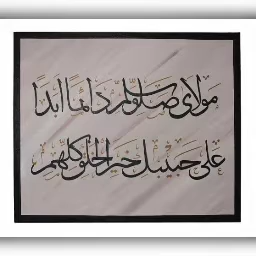 مولاي صل وسلم دائما ابدا
على حبيبك خير الخلق كلهم